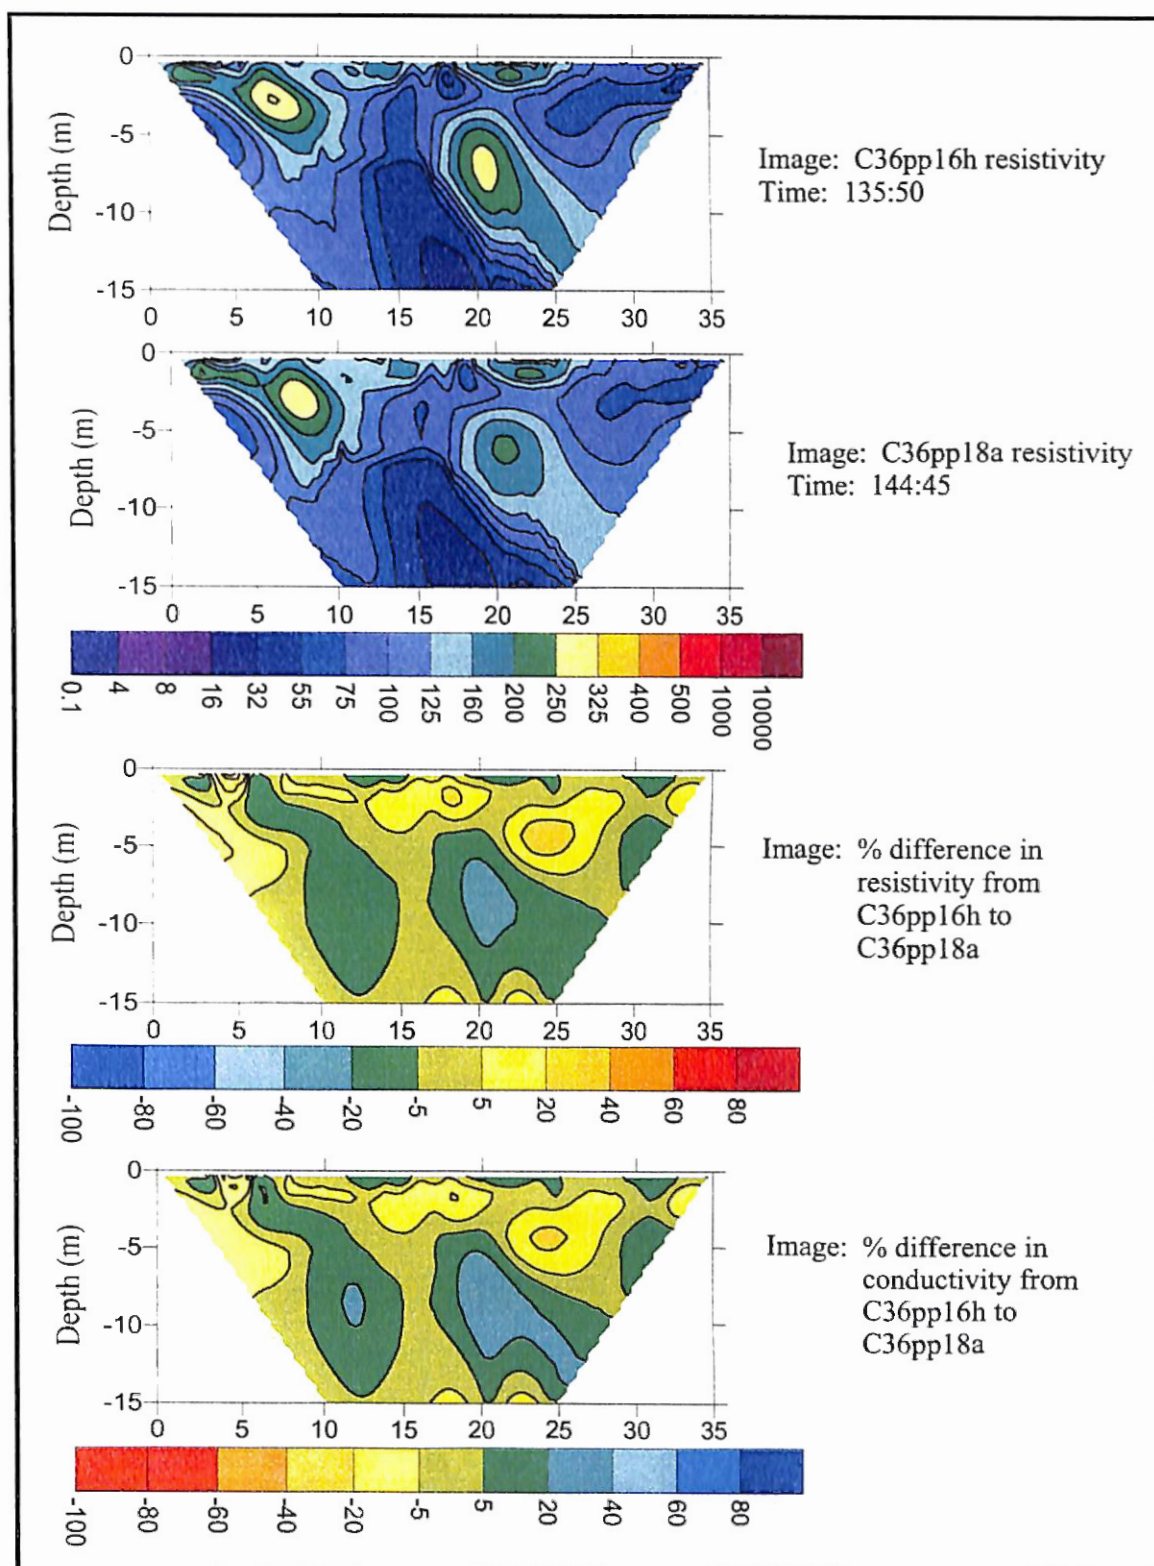 0
-5
-10
-15
Depth (m)
0 5 10 15 20 25 30 35
Image: C36pp16h resistivity
Time: 135:50
0
-5
-10
-15
Depth (m)
0 5 10 15 20 25 30 35
Image: C36pp18a resistivity
Time: 144:45
0.1 4 8 16 32 55 75 100 125 160 200 250 325 400 500 1000 10000
0
-5
-10
-15
Depth (m)
0 5 10 15 20 25 30 35
Image: % difference in
resistivity from
C36pp16h to
C36pp18a
-100 -80 -60 -40 -20 -5 5 20 40 60 80
0
-5
-10
-15
Depth (m)
0 5 10 15 20 25 30 35
Image: % difference in
conductivity from
C36pp16h to
C36pp18a
-100 -80 -60 -40 -20 -5 5 20 40 60 80